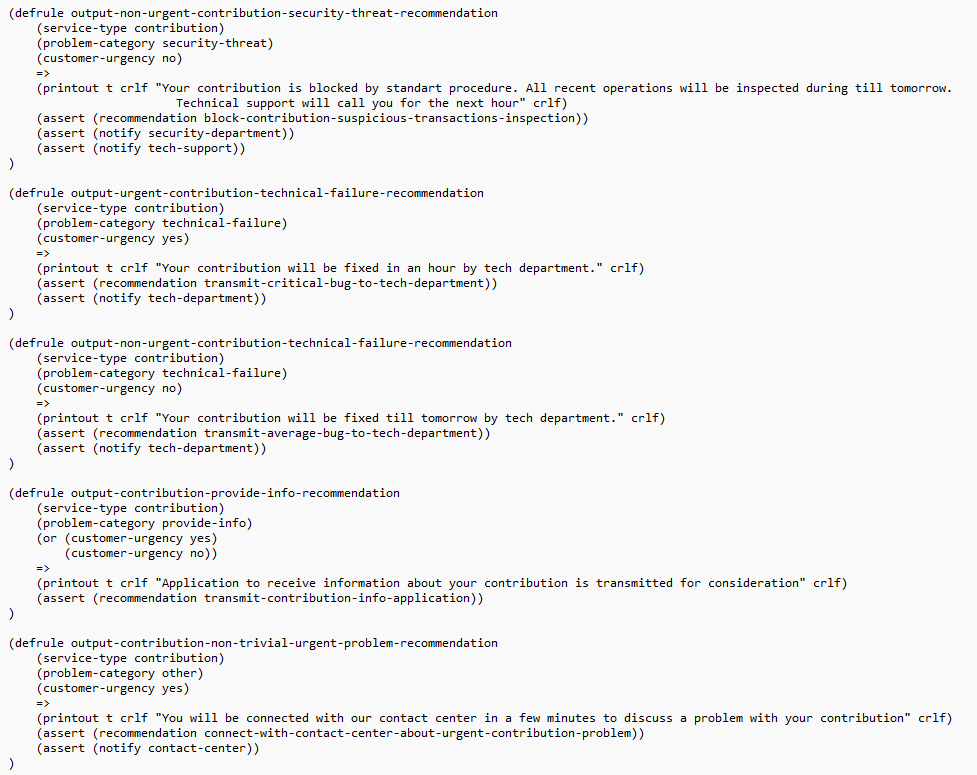 (defrule output-non-urgent-contribution-security-threat-recommendation
    (service-type contribution)
    (problem-category security-threat)
    (customer-urgency no)
    =>
    (printout t crlf "Your contribution is blocked by standart procedure. All recent operations will be inspected during till tomorrow.
                        Technical support will call you for the next hour" crlf)
    (assert (recommendation block-contribution-suspicious-transactions-inspection))
    (assert (notify security-department))
    (assert (notify tech-support))
)

(defrule output-urgent-contribution-technical-failure-recommendation
    (service-type contribution)
    (problem-category technical-failure)
    (customer-urgency yes)
    =>
    (printout t crlf "Your contribution will be fixed in an hour by tech department." crlf)
    (assert (recommendation transmit-critical-bug-to-tech-department))
    (assert (notify tech-department))
)

(defrule output-non-urgent-contribution-technical-failure-recommendation
    (service-type contribution)
    (problem-category technical-failure)
    (customer-urgency no)
    =>
    (printout t crlf "Your contribution will be fixed till tomorrow by tech department." crlf)
    (assert (recommendation transmit-average-bug-to-tech-department))
    (assert (notify tech-department))
)

(defrule output-contribution-provide-info-recommendation
    (service-type contribution)
    (problem-category provide-info)
    (or (customer-urgency yes)
        (customer-urgency no))
    =>
    (printout t crlf "Application to receive information about your contribution is transmitted for consideration" crlf)
    (assert (recommendation transmit-contribution-info-application))
)

(defrule output-contribution-non-trivial-urgent-problem-recommendation
    (service-type contribution)
    (problem-category other)
    (customer-urgency yes)
    =>
    (printout t crlf "You will be connected with our contact center in a few minutes to discuss a problem with your contribution" crlf)
    (assert (recommendation connect-with-contact-center-about-urgent-contribution-problem))
    (assert (notify contact-center))
)